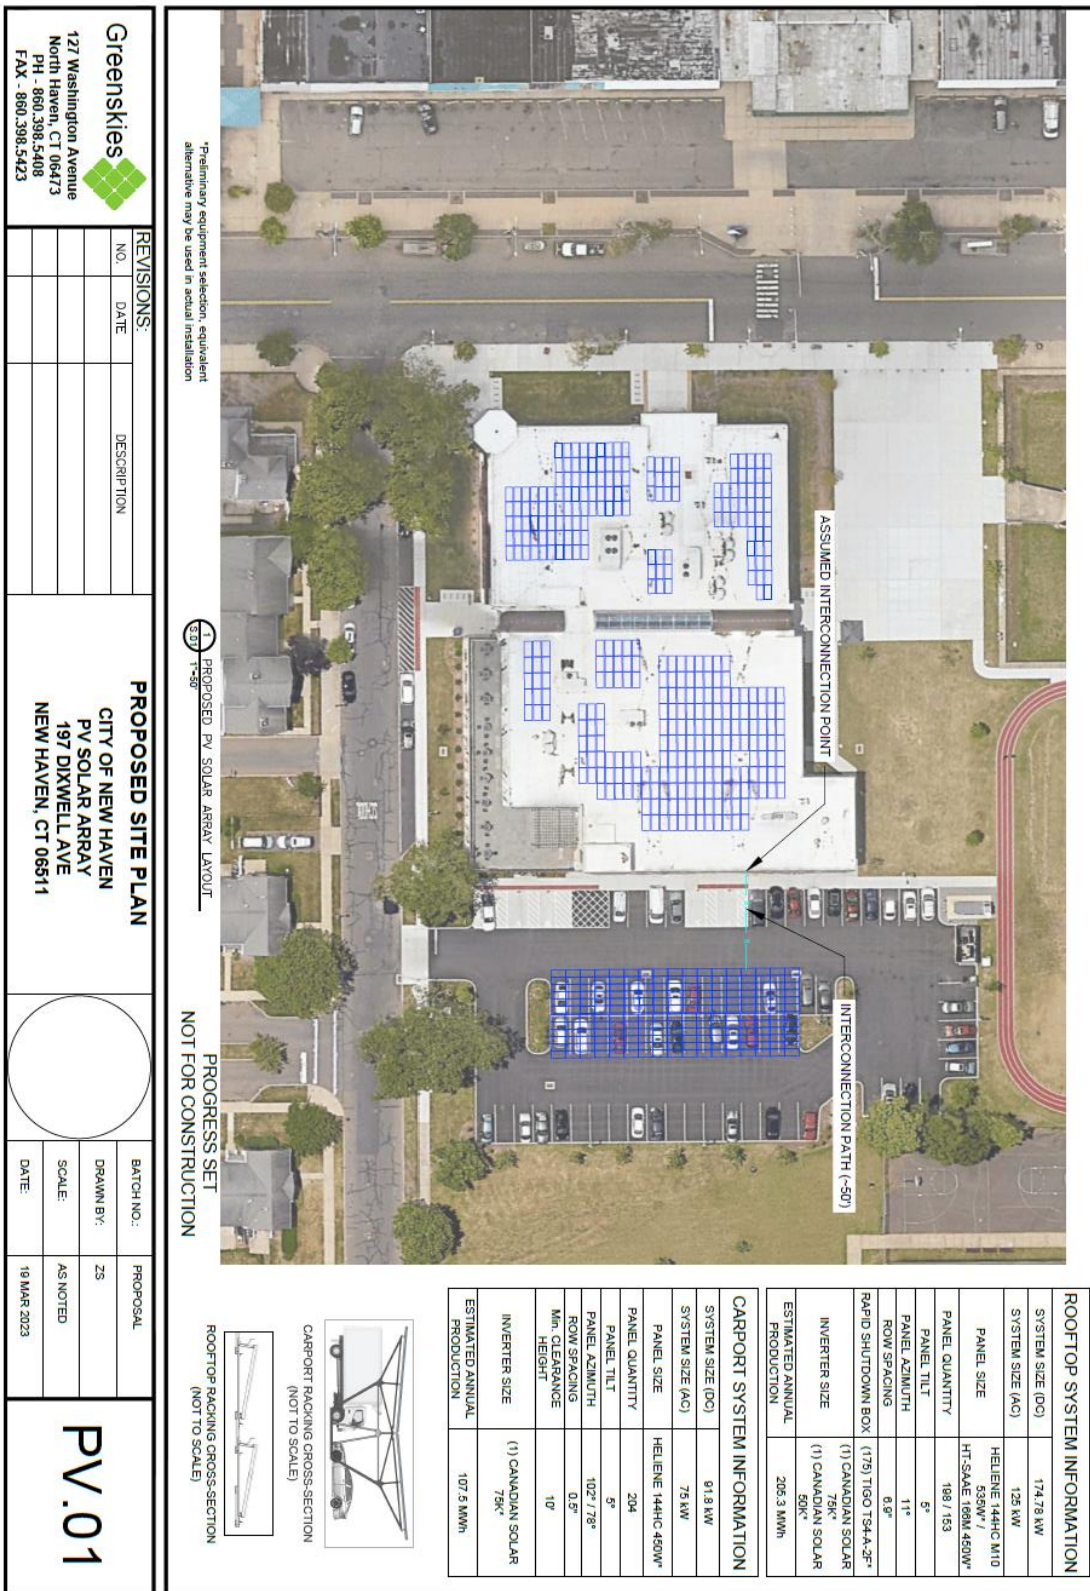 ROOFTOP SYSTEM INFORMATION
SYSTEM SIZE (DC) 174.78 kW
SYSTEM SIZE (AC) 125 kW
PANEL SIZE HELIENE 144HC M10 535W* / HT-SAAE 166M 450W*
PANEL QUANTITY 198 / 153
PANEL TILT 5°
PANEL AZIMUTH 11°
ROW SPACING 6.9"
RAPID SHUTDOWN BOX (175) TIGO TS4-A-2F*
INVERTER SIZE (1) CANADIAN SOLAR 75K* (1) CANADIAN SOLAR 50K*
ESTIMATED ANNUAL PRODUCTION 205.3 MWh
CARPORT SYSTEM INFORMATION
SYSTEM SIZE (DC) 91.8 kW
SYSTEM SIZE (AC) 75 kW
PANEL SIZE HELIENE 144HC 450W*
PANEL QUANTITY 204
PANEL TILT 5°
PANEL AZIMUTH 102° / 78°
ROW SPACING 0.5"
Min. CLEARANCE HEIGHT 10'
INVERTER SIZE (1) CANADIAN SOLAR 75K*
ESTIMATED ANNUAL PRODUCTION 107.5 MWh
CARPORT RACKING CROSS-SECTION
(NOT TO SCALE)
ROOFTOP RACKING CROSS-SECTION
(NOT TO SCALE)
ASSUMED INTERCONNECTION POINT
INTERCONNECTION PATH (~50')
*Preliminary equipment selection, equivalent
alternative may be used in actual installation
1
S.01
PROPOSED PV SOLAR ARRAY LAYOUT
1"=50'
PROGRESS SET
NOT FOR CONSTRUCTION
Greenskies
127 Washington Avenue
North Haven, CT 06473
PH - 860.398.5408
FAX - 860.398.5423
REVISIONS:
NO. DATE DESCRIPTION
PROPOSED SITE PLAN
CITY OF NEW HAVEN
PV SOLAR ARRAY
197 DIXWELL AVE
NEW HAVEN, CT 06511
BATCH NO.: PROPOSAL
DRAWN BY: ZS
SCALE: AS NOTED
DATE: 19 MAR 2023
PV.01